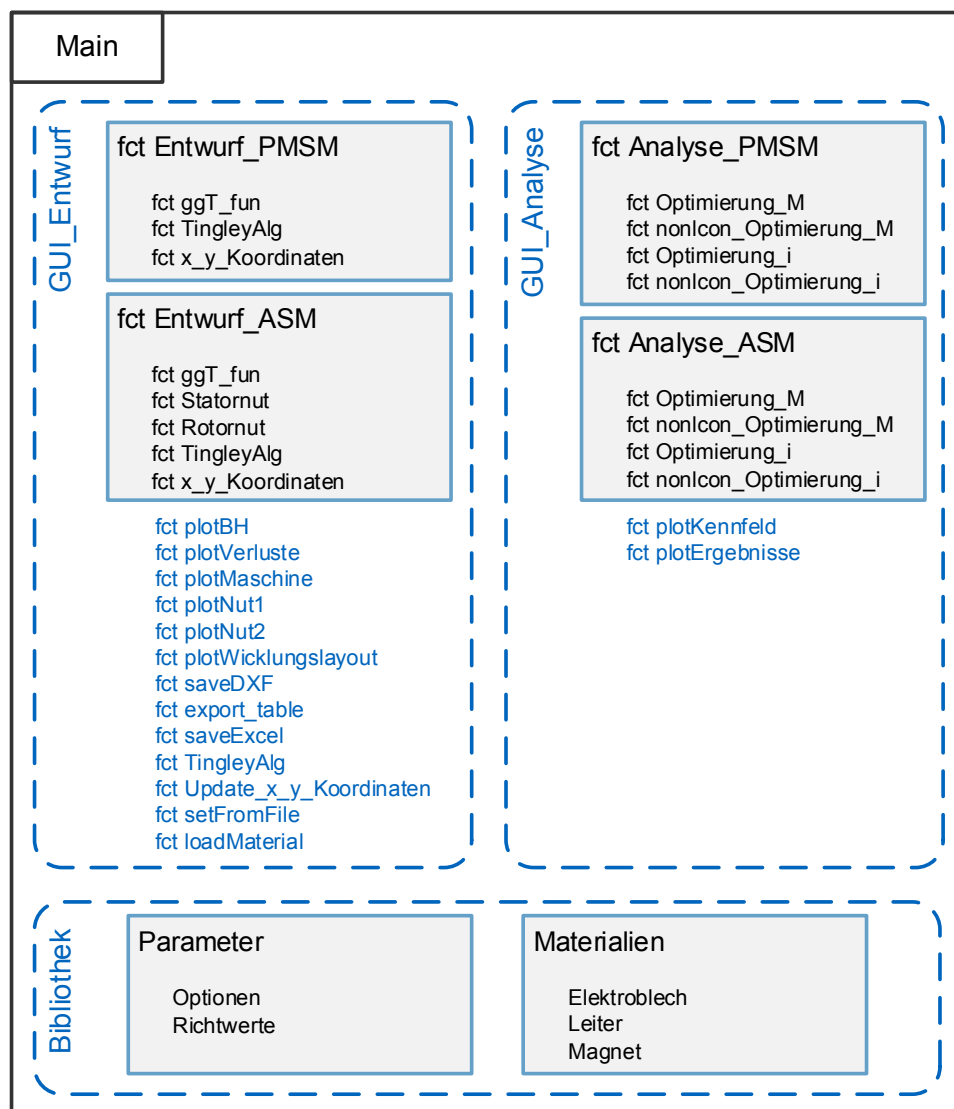 Main
GUI_Entwurf
fct Entwurf_PMSM
fct ggT_fun
fct TingleyAlg
fct x_y_Koordinaten
fct Entwurf_ASM
fct ggT_fun
fct Statornut
fct Rotornut
fct TingleyAlg
fct x_y_Koordinaten
fct plotBH
fct plotVerluste
fct plotMaschine
fct plotNut1
fct plotNut2
fct plotWicklungslayout
fct saveDXF
fct export_table
fct saveExcel
fct TingleyAlg
fct Update_x_y_Koordinaten
fct setFromFile
fct loadMaterial
GUI_Analyse
fct Analyse_PMSM
fct Optimierung_M
fct nonlcon_Optimierung_M
fct Optimierung_i
fct nonlcon_Optimierung_i
fct Analyse_ASM
fct Optimierung_M
fct nonlcon_Optimierung_M
fct Optimierung_i
fct nonlcon_Optimierung_i
fct plotKennfeld
fct plotErgebnisse
Bibliothek
Parameter
Optionen
Richtwerte
Materialien
Elektroblech
Leiter
Magnet